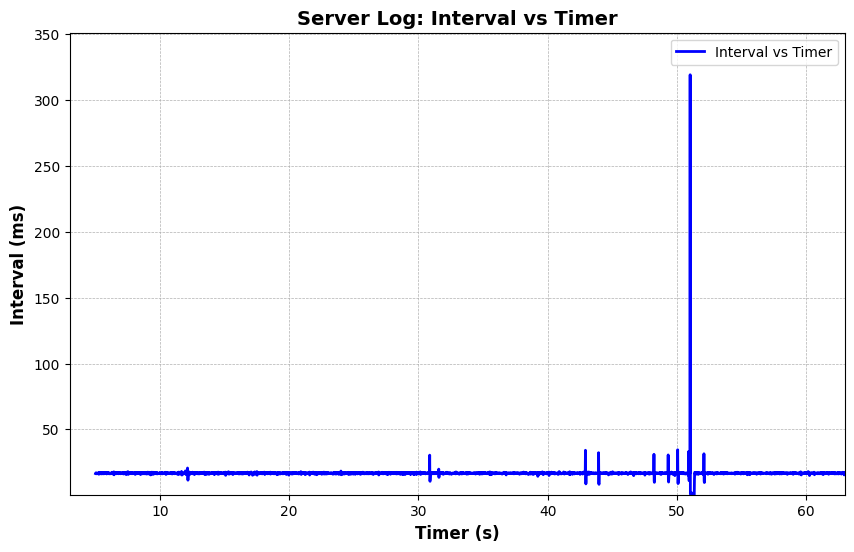 Server Log: Interval vs Timer
Interval vs Timer
350
300
250
200
150
100
50
Interval (ms)
10 20 30 40 50 60
Timer (s)